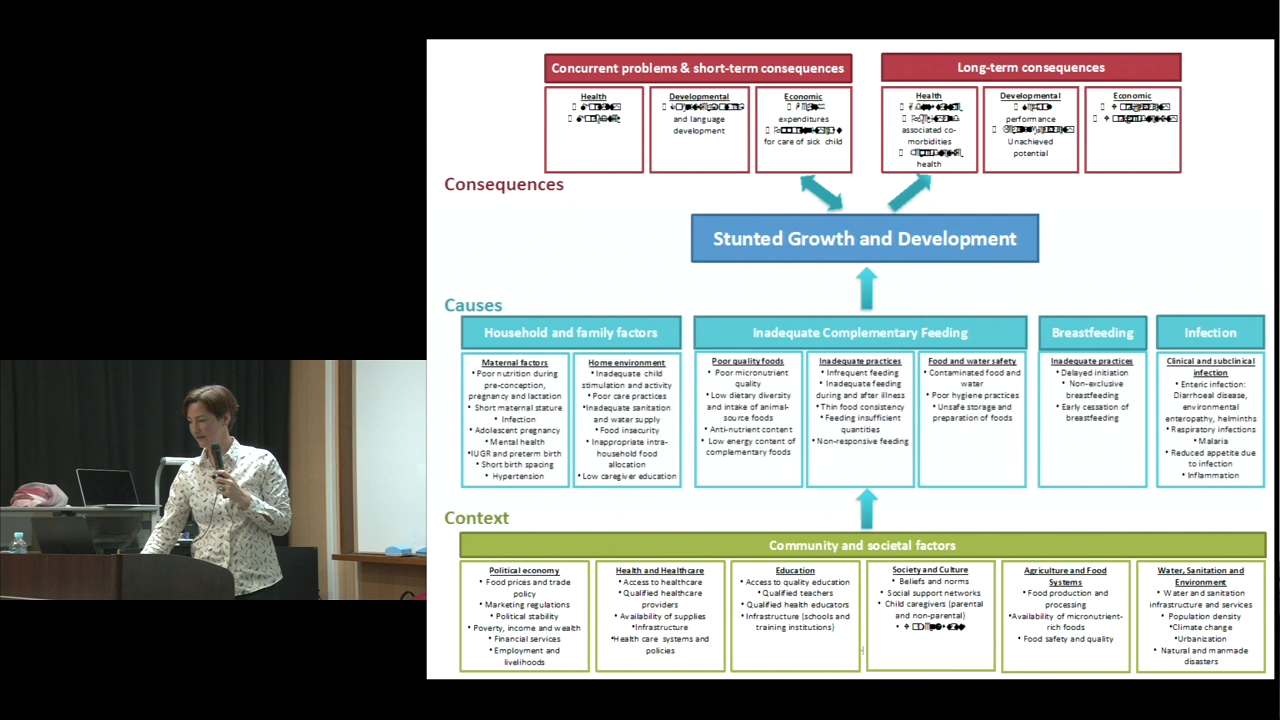 Concurrent problems & short-term consequences
Long-term consequences
Health
Developmental
and language
development
Economic
expenditures
for care of sick child
Health
associated co-
morbidities
health
Developmental
performance
Unachieved
potential
Economic
Consequences
Stunted Growth and Development
Causes
Household and family factors
Inadequate Complementary Feeding
Breastfeeding
Infection
Maternal factors
• Poor nutrition during
pre-conception,
pregnancy and lactation
• Short maternal stature
• Infection
• Adolescent pregnancy
• Mental health
•IUGR and preterm birth
• Short birth spacing
• Hypertension
Home environment
• Inadequate child
stimulation and activity
• Poor care practices
•Inadequate sanitation
and water supply
• Food insecurity
• Inappropriate intra-
household food
allocation
• Low caregiver education
Poor quality foods
• Poor micronutrient
quality
• Low dietary diversity
and intake of animal-
source foods
• Anti-nutrient content
• Low energy content of
complementary foods
Inadequate practices
• Infrequent feeding
• Inadequate feeding
during and after illness
• Thin food consistency
• Feeding insufficient
quantities
• Non-responsive feeding
Food and water safety
• Contaminated food and
water
• Poor hygiene practices
• Unsafe storage and
preparation of foods
Inadequate practices
• Delayed initiation
• Non-exclusive
breastfeeding
• Early cessation of
breastfeeding
Clinical and subclinical
infection
• Enteric infection:
Diarrhoeal disease,
environmental
enteropathy, helminths
• Respiratory infections
• Malaria
• Reduced appetite due
to infection
• Inflammation
Context
Community and societal factors
Political economy
• Food prices and trade
policy
• Marketing regulations
• Political stability
• Poverty, income and wealth
• Financial services
• Employment and
livelihoods
Health and Healthcare
• Access to healthcare
• Qualified healthcare
providers
• Availability of supplies
•Infrastructure
•Health care systems and
policies
Education
• Access to quality education
• Qualified teachers
• Qualified health educators
• Infrastructure (schools and
training institutions)
Society and Culture
• Beliefs and norms
• Social support networks
• Child caregivers (parental
and non-parental)
Agriculture and Food
Systems
• Food production and
processing
•Availability of micronutrient-
rich foods
• Food safety and quality
Water, Sanitation and
Environment
• Water and sanitation
infrastructure and services
• Population density
•Climate change
•Urbanization
• Natural and manmade
disasters